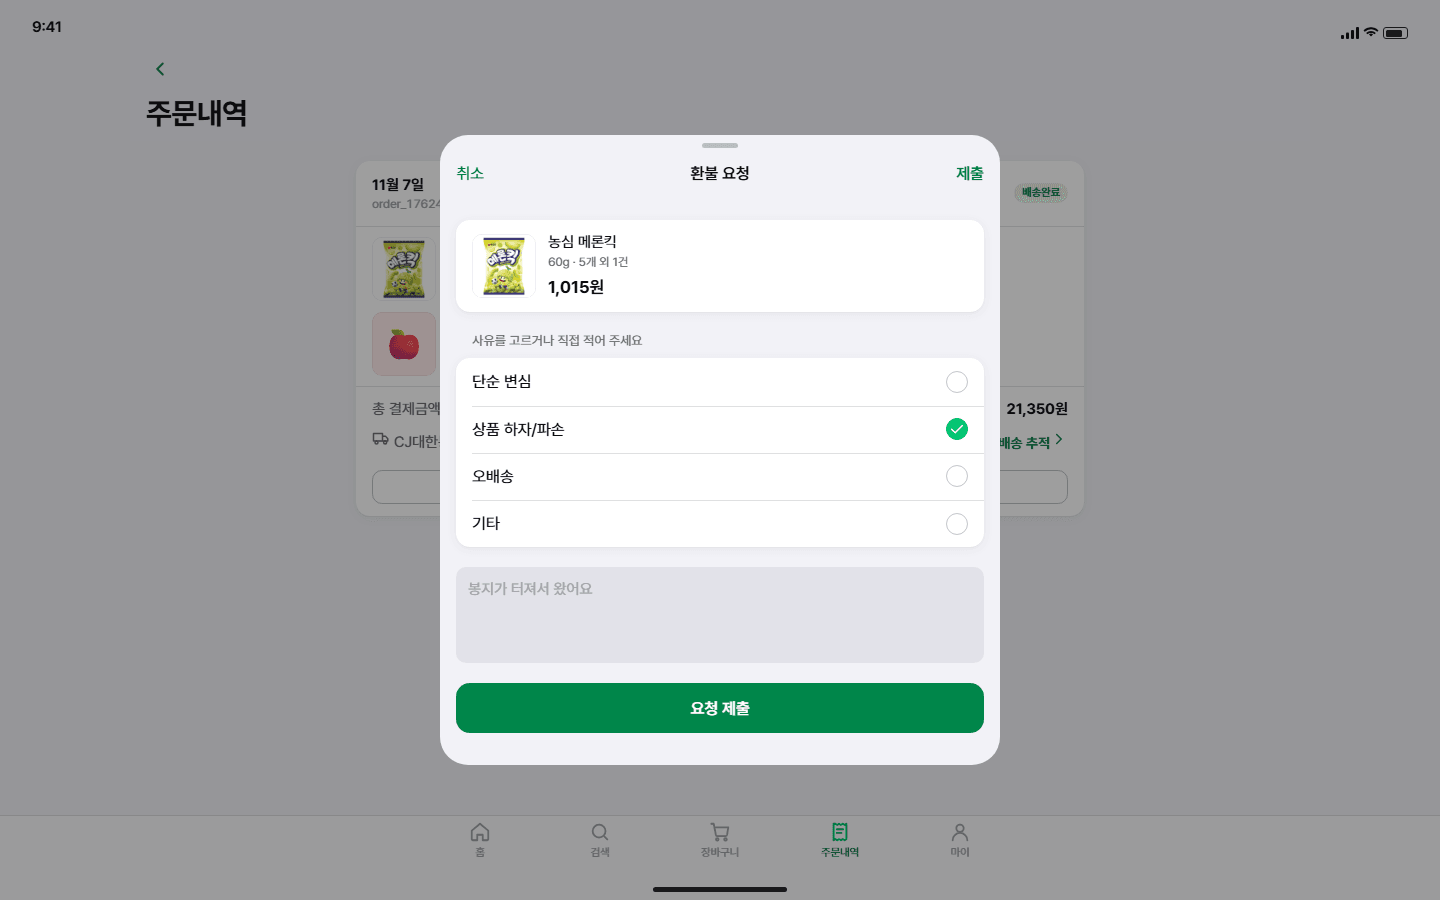 9:41
주문내역
11월 7일
order_17624
배송완료
총 결제금액
21,350원
CJ대한
배송 추적
취소
환불 요청
제출
메론킥
농심 메론킥
60g · 5개 외 1건
1,015원
사유를 고르거나 직접 적어 주세요
단순 변심
상품 하자/파손
오배송
기타
봉지가 터져서 왔어요
요청 제출
홈
검색
장바구니
주문내역
마이